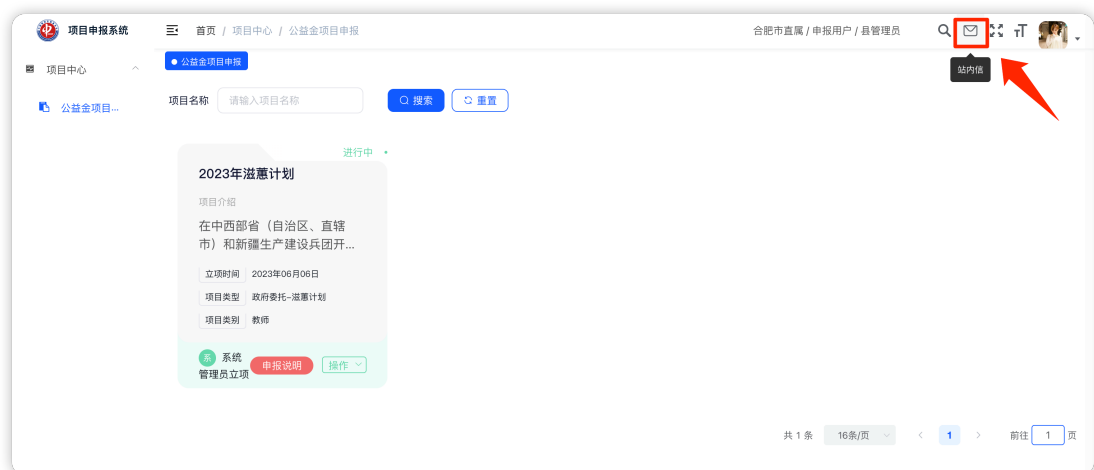 项目申报系统
首页 / 项目中心 / 公益金项目申报
合肥市直属 / 申报用户 / 县管理员
тT
站内信
项目中心
公益金项目...
公益金项目申报
项目名称 请输入项目名称 搜索 重置
进行中
2023年滋蕙计划
项目介绍
在中西部省（自治区、直辖
市）和新疆生产建设兵团开...
立项时间 2023年06月06日
项目类型 政府委托-滋蕙计划
项目类别 教师
系 系统
管理员立项
申报说明 操作
共 1 条 16条/页 < 1 > 前往 1 页